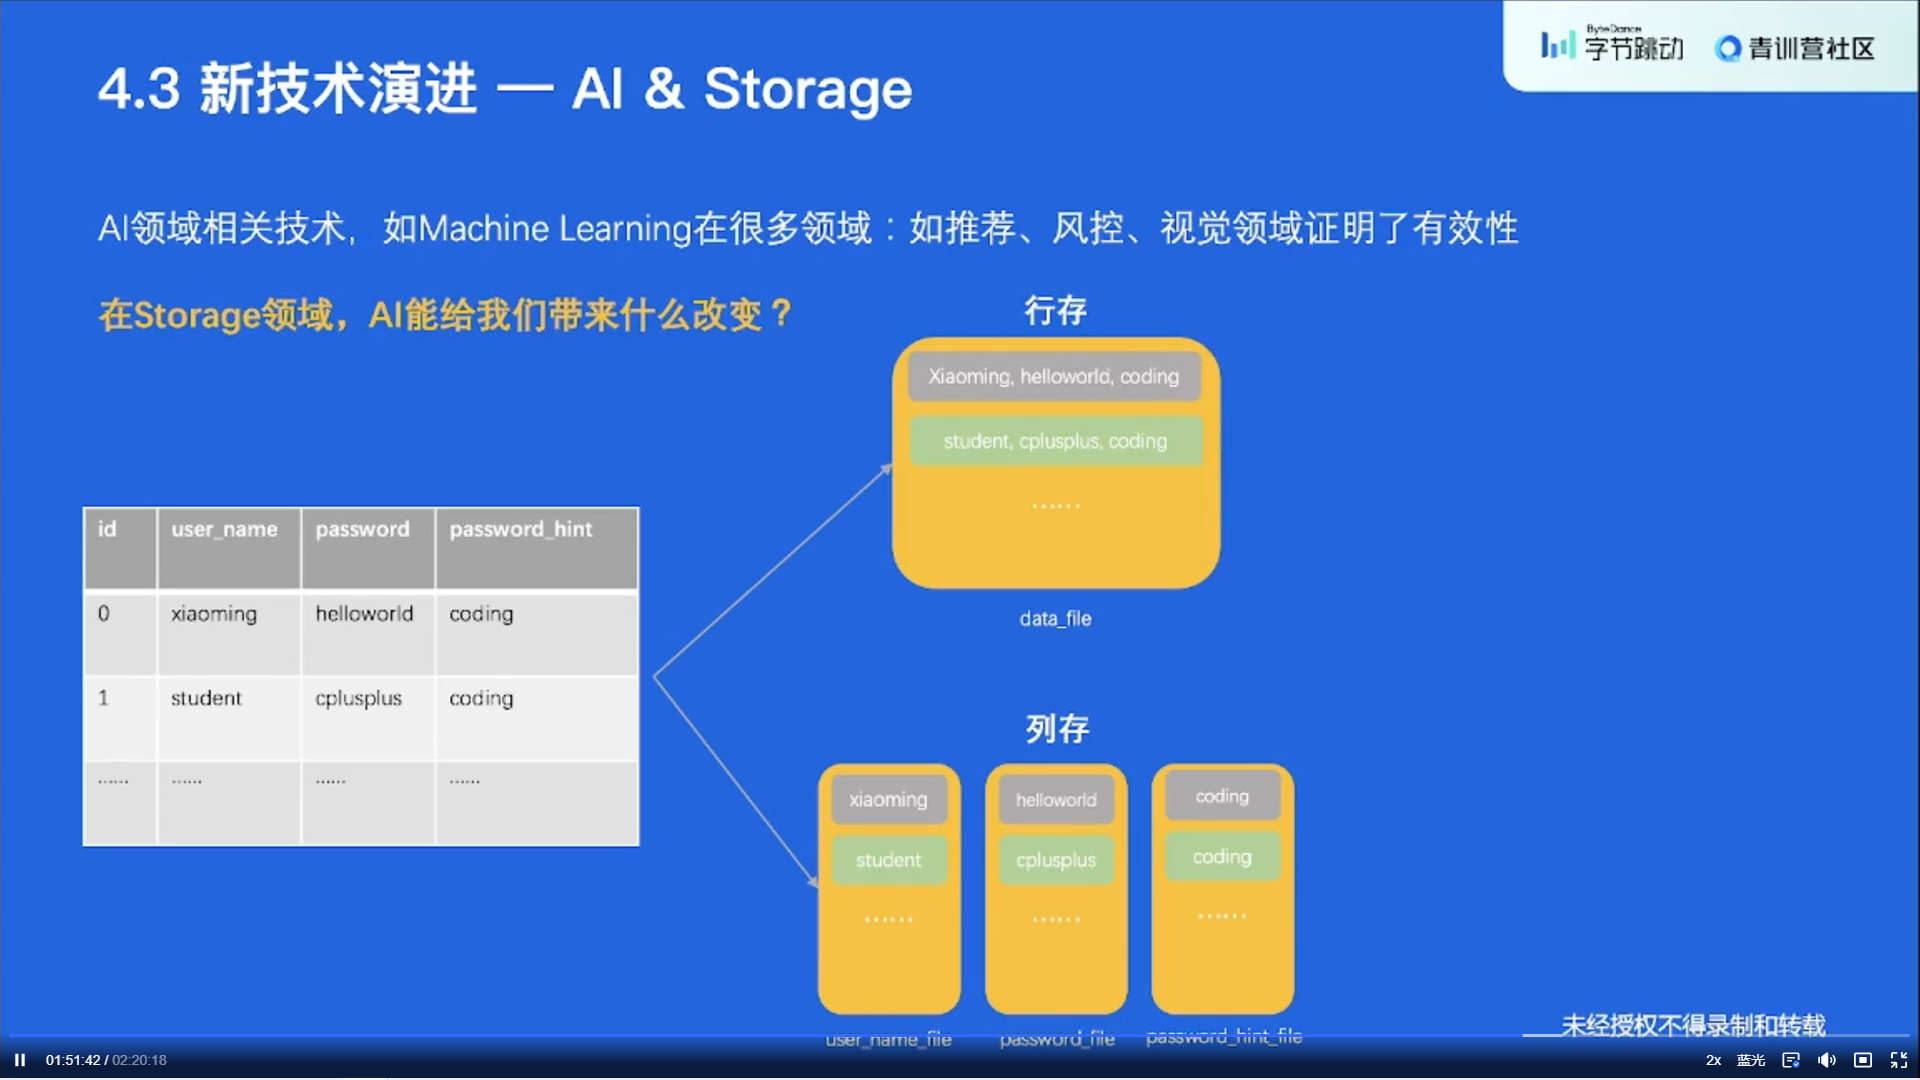 ByteDance
字节跳动
青训营社区
4.3 新技术演进 — AI & Storage
AI领域相关技术，如Machine Learning在很多领域：如推荐、风控、视觉领域证明了有效性
在Storage领域，AI能给我们带来什么改变？
行存
Xiaoming, helloworld, coding
student, cplusplus, coding
......
data_file
id user_name password password_hint
0 xiaoming helloworld coding
1 student cplusplus coding
...... ...... ...... ......
列存
xiaoming helloworld coding
student cplusplus coding
...... ...... ......
user_name_file password_file password_hint_file
未经授权不得录制和转载
01:51:42 / 02:20:18
2x 蓝光